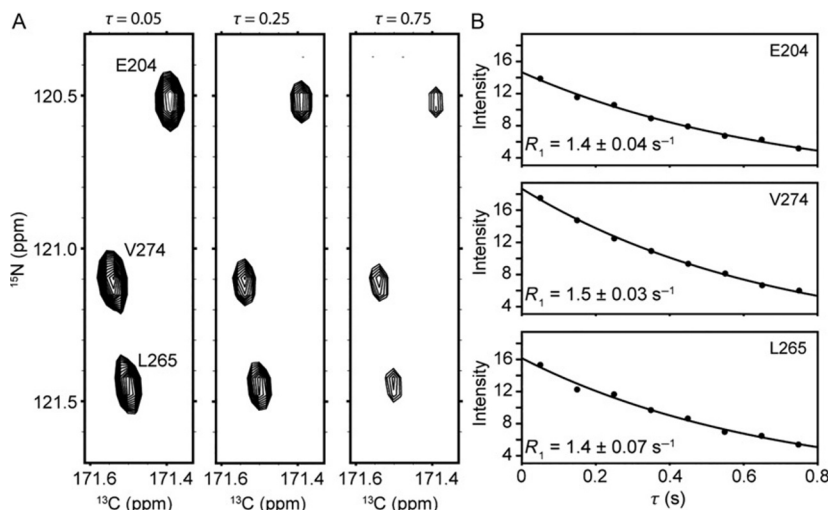 A
τ = 0.05
τ = 0.25
τ = 0.75
E204
V274
L265
120.5
121.0
121.5
¹⁵N (ppm)
171.6 171.4
171.6 171.4
171.6 171.4
¹³C (ppm)
¹³C (ppm)
¹³C (ppm)
B
E204
16
12
8
4
Intensity
R₁ = 1.4 ± 0.04 s⁻¹
V274
16
12
8
4
Intensity
R₁ = 1.5 ± 0.03 s⁻¹
L265
16
12
8
4
Intensity
R₁ = 1.4 ± 0.07 s⁻¹
0 0.2 0.4 0.6 0.8
τ (s)